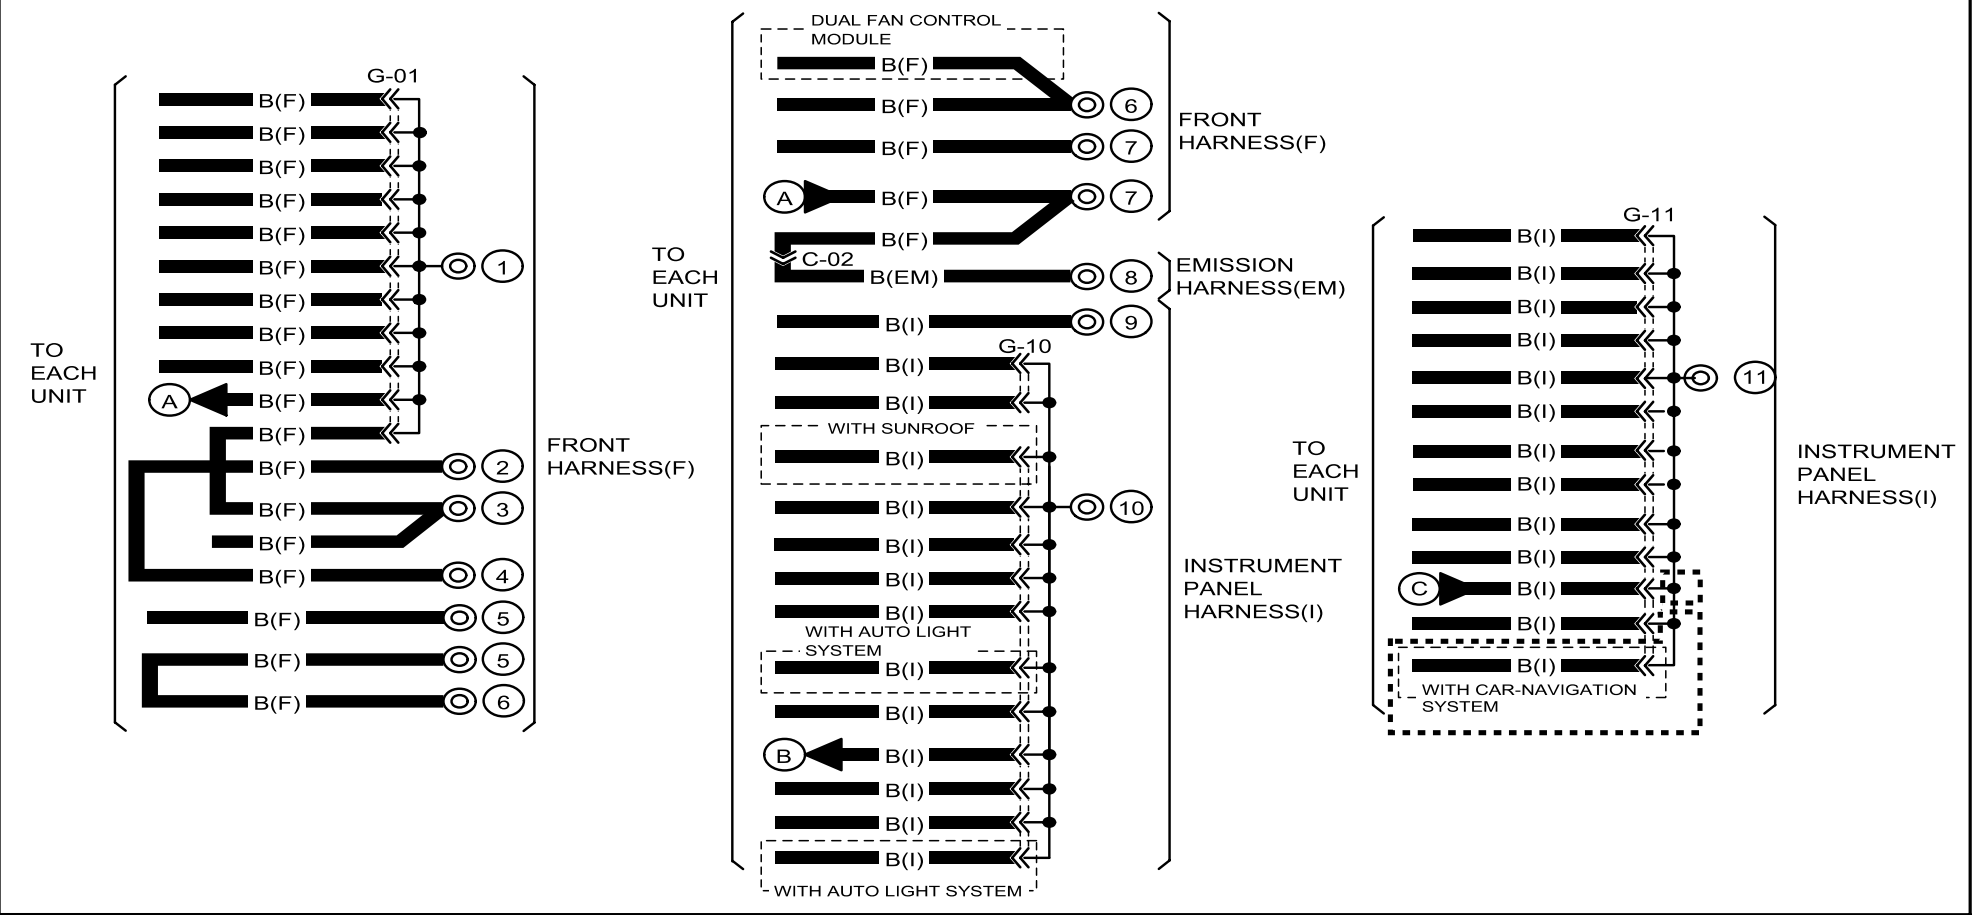 G-01
B(F)
B(F)
B(F)
B(F)
B(F)
B(F) 1
B(F)
B(F)
B(F)
A B(F)
B(F)
B(F) 2
B(F) 3
B(F)
B(F) 4
B(F) 5
B(F) 5
B(F) 6
TO
EACH
UNIT
FRONT
HARNESS(F)
DUAL FAN CONTROL
MODULE
B(F)
B(F) 6
B(F) 7
A B(F) 7
B(F)
C-02
B(EM) 8
B(I) 9
TO
EACH
UNIT
FRONT
HARNESS(F)
EMISSION
HARNESS(EM)
G-10
B(I)
B(I)
WITH SUNROOF
B(I)
B(I) 10
B(I)
B(I)
B(I)
WITH AUTO LIGHT
SYSTEM
B(I)
B(I)
B B(I)
B(I)
B(I)
B(I)
WITH AUTO LIGHT SYSTEM
INSTRUMENT
PANEL
HARNESS(I)
G-11
B(I)
B(I)
B(I)
B(I)
B(I) 11
B(I)
B(I)
B(I)
B(I)
B(I)
C B(I)
B(I)
B(I)
WITH CAR-NAVIGATION
SYSTEM
TO
EACH
UNIT
INSTRUMENT
PANEL
HARNESS(I)